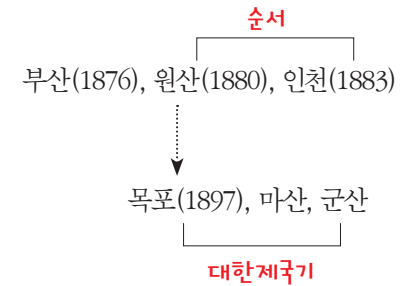 순서
부산(1876), 원산(1880), 인천(1883)
목포(1897), 마산, 군산
대한제국기